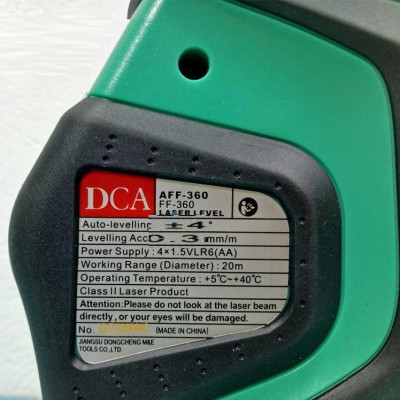 DCA
AFF-360
FF-360
LASER LEVEL
Auto-levelling ±4°
Levelling Acc 0.3mm/m
Power Supply : 4×1.5VLR6(AA)
Working Range (Diameter) : 20m
Operating Temperature : +5℃~+40℃
Class II Laser Product
Attention:Please do not look at the laser beam
directly, or your eyes will be damaged.
No. (MADE IN CHINA)
JIANGSU DONGCHENG M&E
TOOLS CO.,LTD.